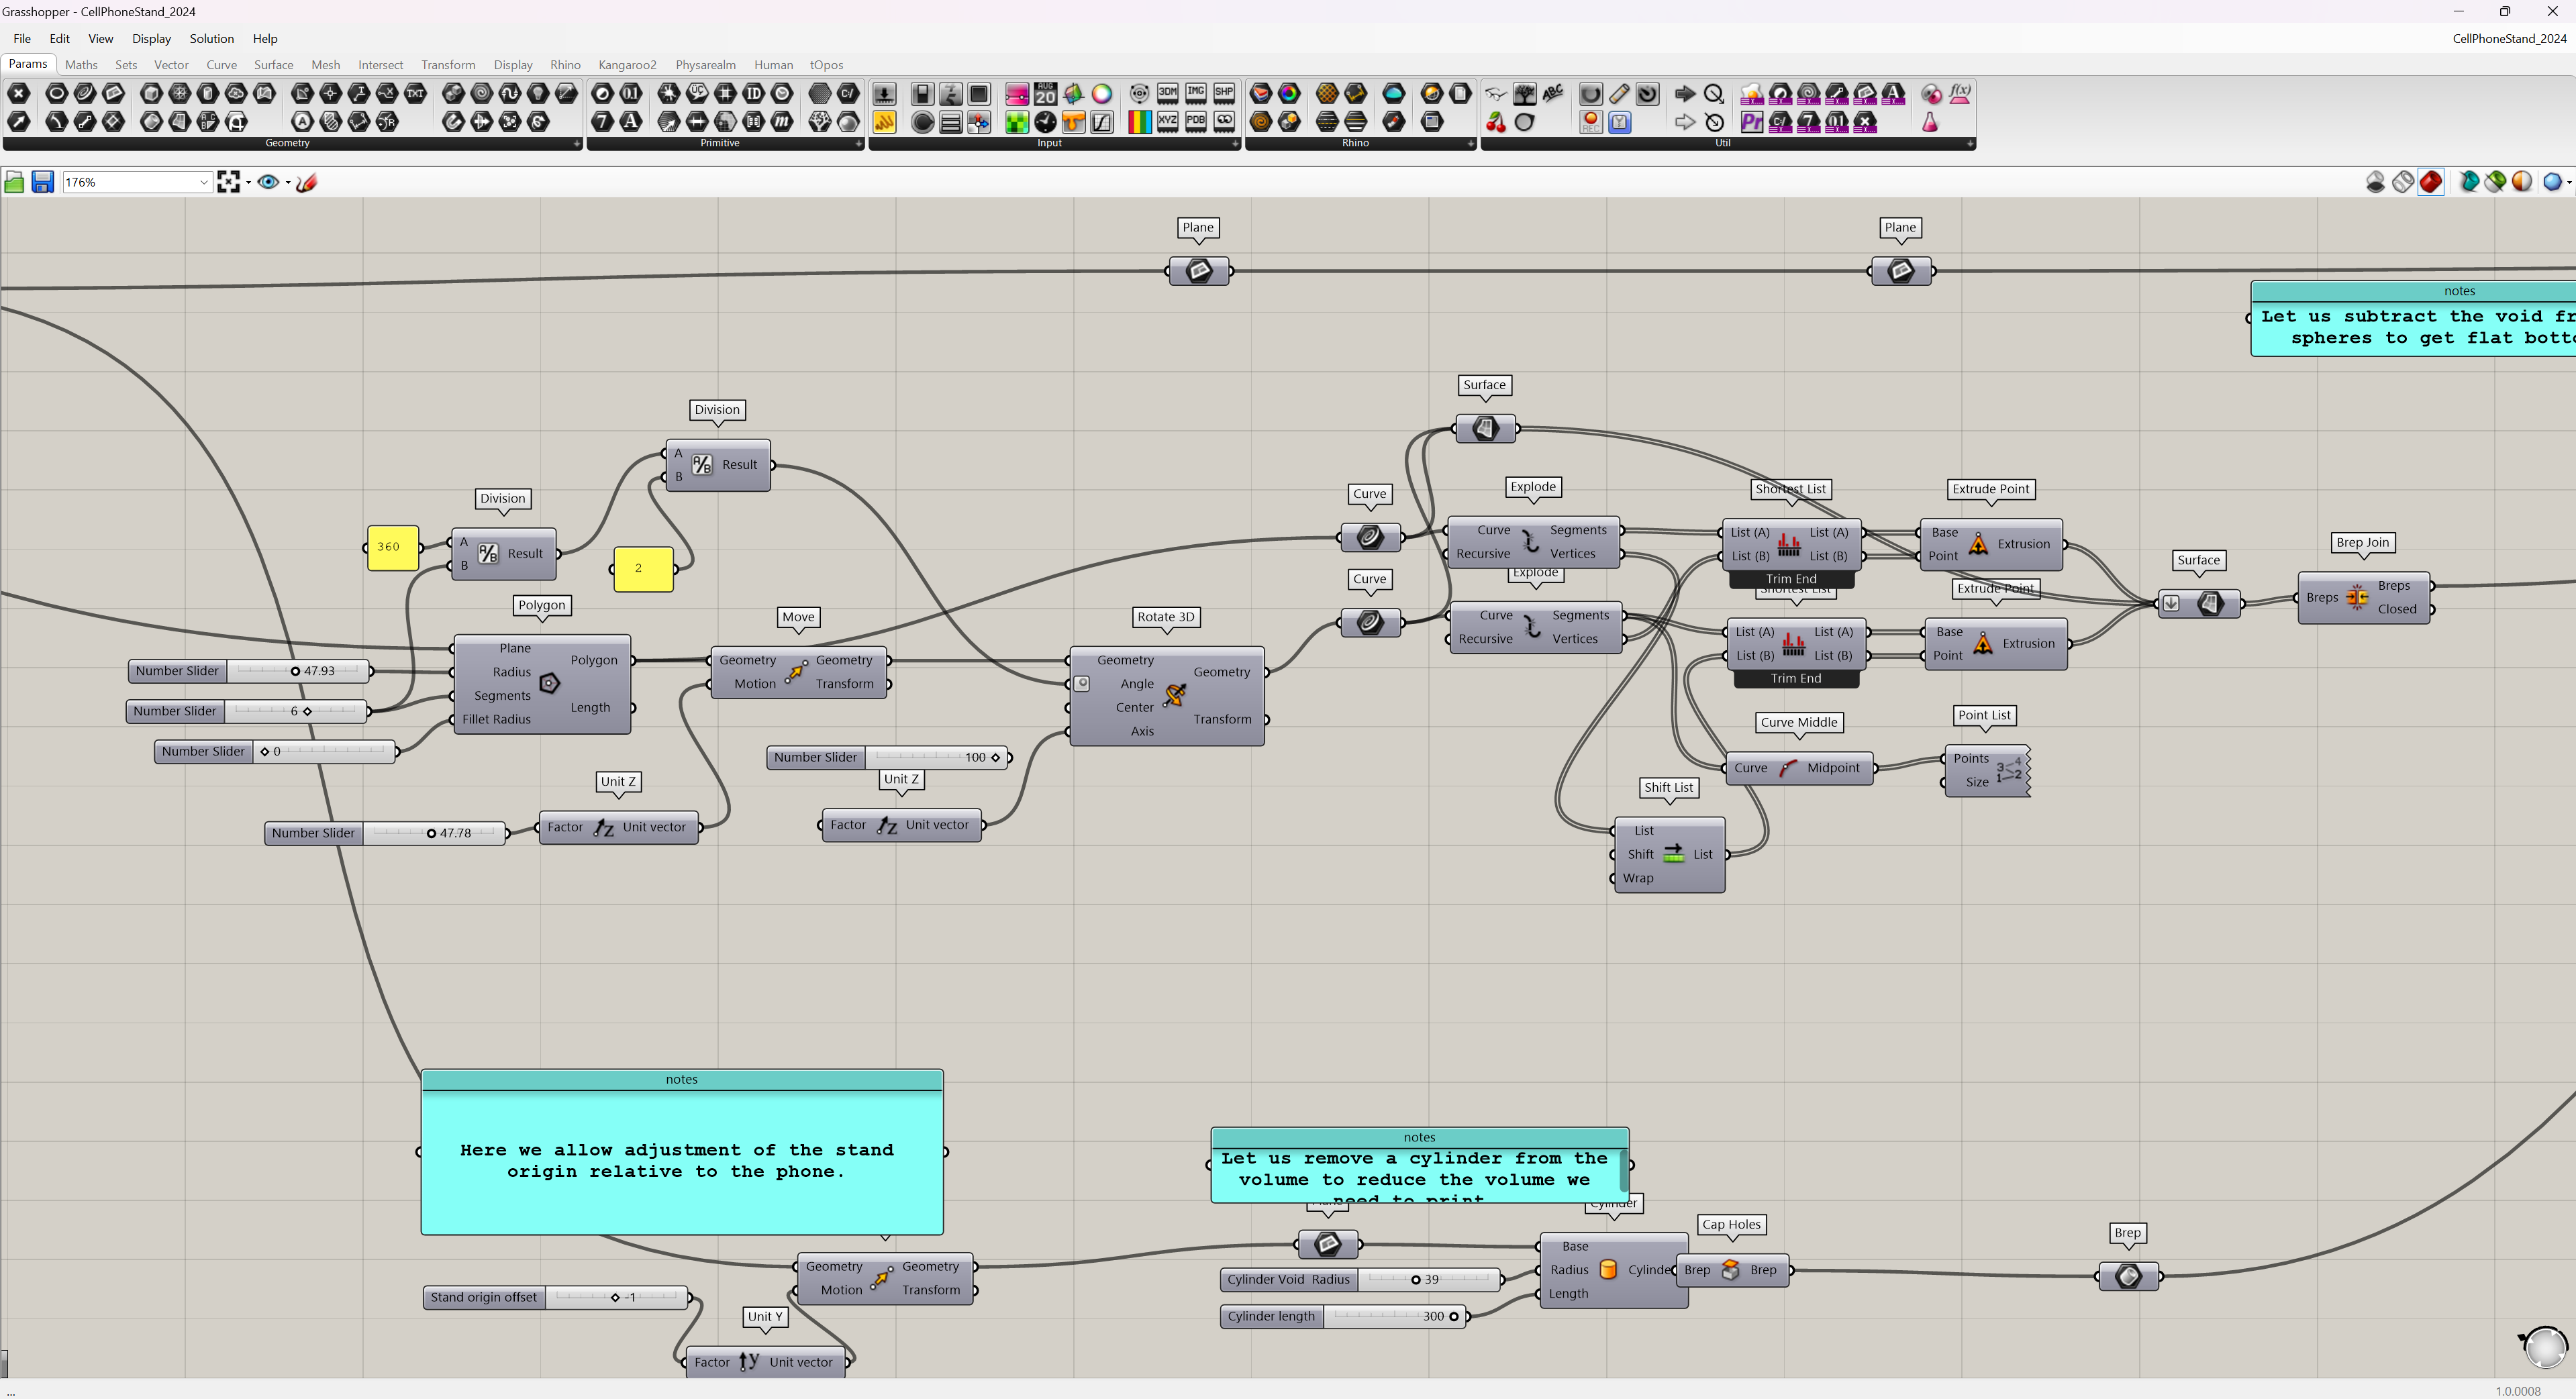 Grasshopper - CellPhoneStand_2024
File Edit View Display Solution Help
CellPhoneStand_2024
Params Maths Sets Vector Curve Surface Mesh Intersect Transform Display Rhino Kangaroo2 Physarealm Human tOpos
Geometry Primitive Input Rhino Util
176%
Plane
Plane
notes
Let us subtract the void fr
spheres to get flat botto
Surface
Division
A
B
Result
Division
360
A
B
Result
2
Curve
Curve
Explode
Curve Segments
Recursive Vertices
Explode
Curve Segments
Recursive Vertices
Shortest List
List (A) List (A)
List (B) List (B)
Trim End
Shortest List
List (A) List (A)
List (B) List (B)
Trim End
Extrude Point
Base
Point
Extrusion
Extrude Point
Base
Point
Extrusion
Surface
Brep Join
Breps
Breps
Closed
Polygon
Plane
Radius
Segments
Fillet Radius
Polygon
Length
Number Slider 47.93
Number Slider 6
Number Slider 0
Move
Geometry Geometry
Motion Transform
Rotate 3D
Geometry
Angle
Center
Axis
Geometry
Transform
Number Slider 100
Unit Z
Factor Z Unit vector
Unit Z
Number Slider 47.78
Factor Z Unit vector
Curve Middle
Curve Midpoint
Point List
Points
Size
Shift List
List
Shift
Wrap
List
notes
Here we allow adjustment of the stand
origin relative to the phone.
notes
Let us remove a cylinder from the
volume to reduce the volume we
need to print
Cylinder
Base
Radius
Length
Cylinder
Cap Holes
Brep Brep
Brep
Cylinder Void Radius 39
Cylinder length 300
Geometry Geometry
Motion Transform
Stand origin offset -1
Unit Y
Factor y Unit vector
...
1.0.0008